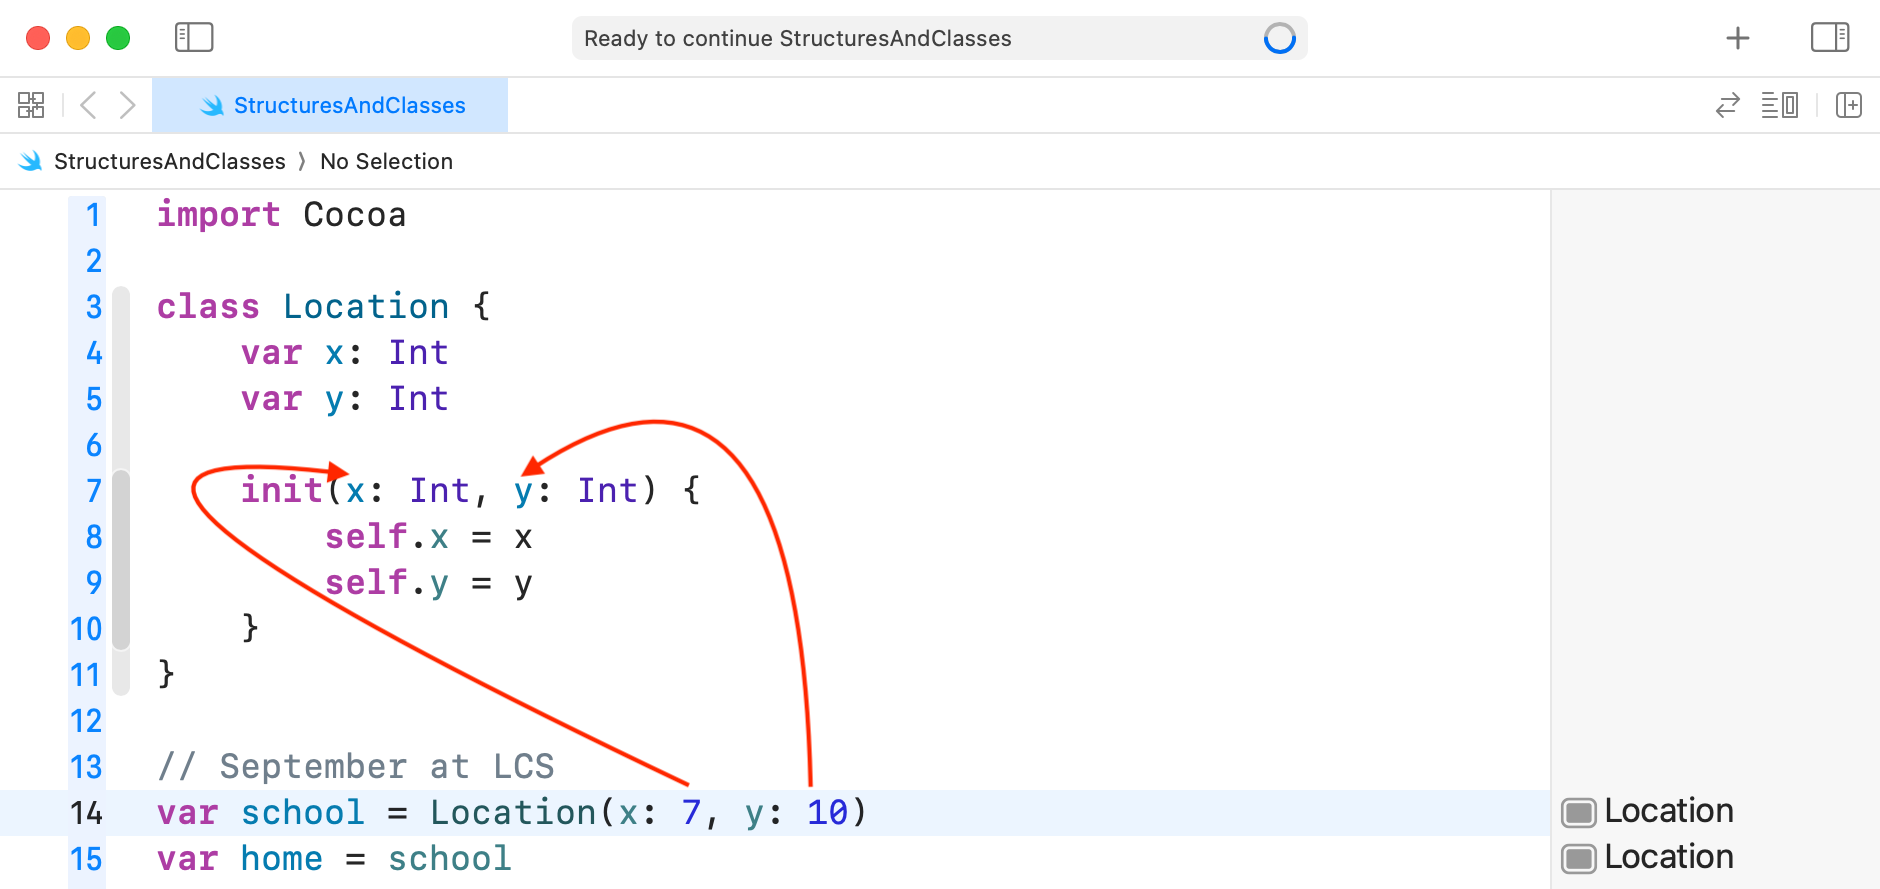 Ready to continue StructuresAndClasses
StructuresAndClasses
StructuresAndClasses ⟩ No Selection
1 import Cocoa
2
3 class Location {
4     var x: Int
5     var y: Int
6
7     init(x: Int, y: Int) {
8         self.x = x
9         self.y = y
10     }
11 }
12
13 // September at LCS
14 var school = Location(x: 7, y: 10) Location
15 var home = school Location